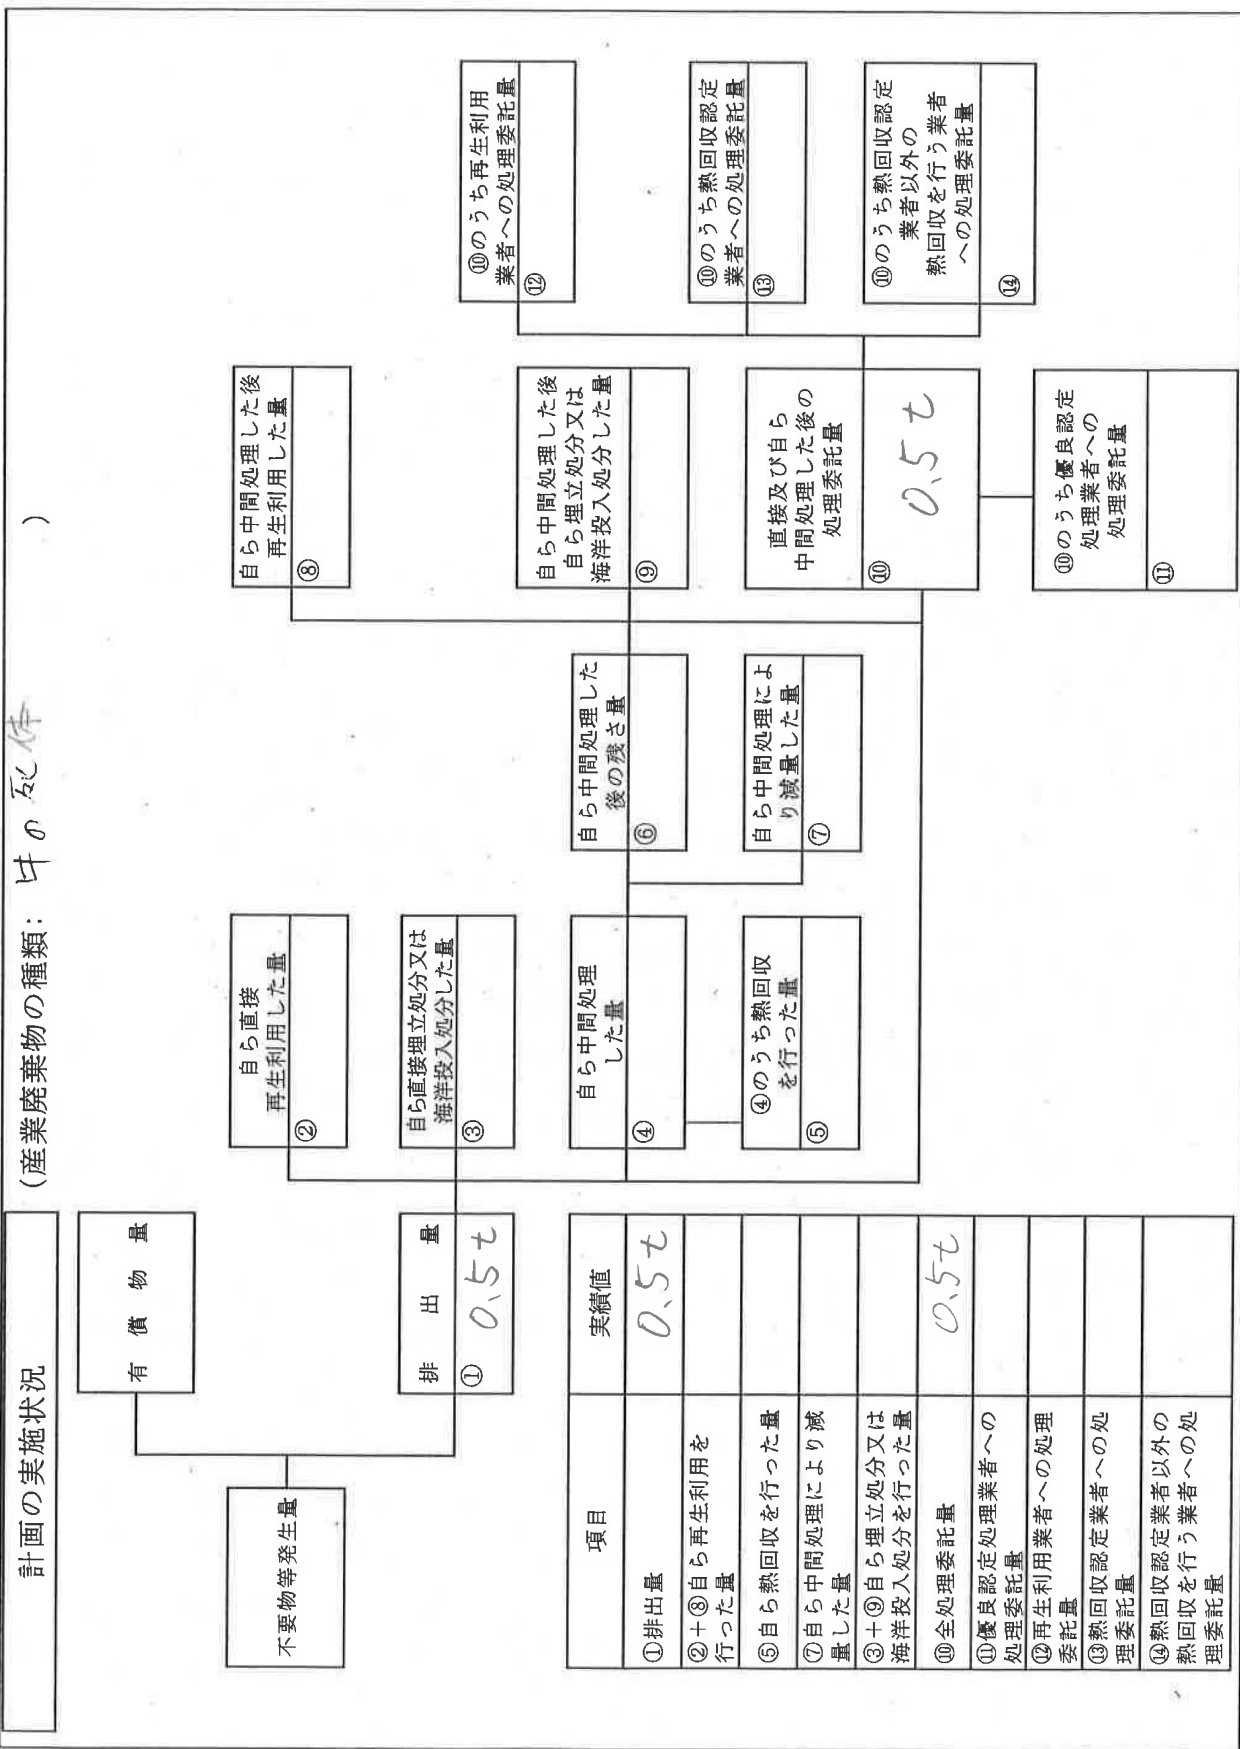 計画の実施状況
(産業廃棄物の種類: 牛の死体 )
不要物等発生量
有償物量
排出量
① 0.5t
自ら直接
再生利用した量
②
自ら直接埋立処分又は
海洋投入処分した量
③
自ら中間処理
した量
④
④のうち熱回収
を行った量
⑤
自ら中間処理した
後の残さ量
⑥
自ら中間処理によ
り減量した量
⑦
自ら中間処理した後
再生利用した量
⑧
自ら中間処理した後
自ら埋立処分又は
海洋投入処分した量
⑨
直接及び自ら
中間処理した後の
処理委託量
⑩ 0.5t
⑩のうち優良認定
処理業者への
処理委託量
⑪
⑩のうち再生利用
業者への処理委託量
⑫
⑩のうち熱回収認定
業者への処理委託量
⑬
⑩のうち熱回収認定
業者以外の
熱回収を行う業者
への処理委託量
⑭
項目 実績値
①排出量 0.5t
②+⑧自ら再生利用を
行った量
⑤自ら熱回収を行った量
⑦自ら中間処理により減
量した量
③+⑨自ら埋立処分又は
海洋投入処分を行った量
⑩全処理委託量 0.5t
⑪優良認定処理業者への
処理委託量
⑫再生利用業者への処理
委託量
⑬熱回収認定業者への処
理委託量
⑭熱回収認定業者以外の
熱回収を行う業者への処
理委託量